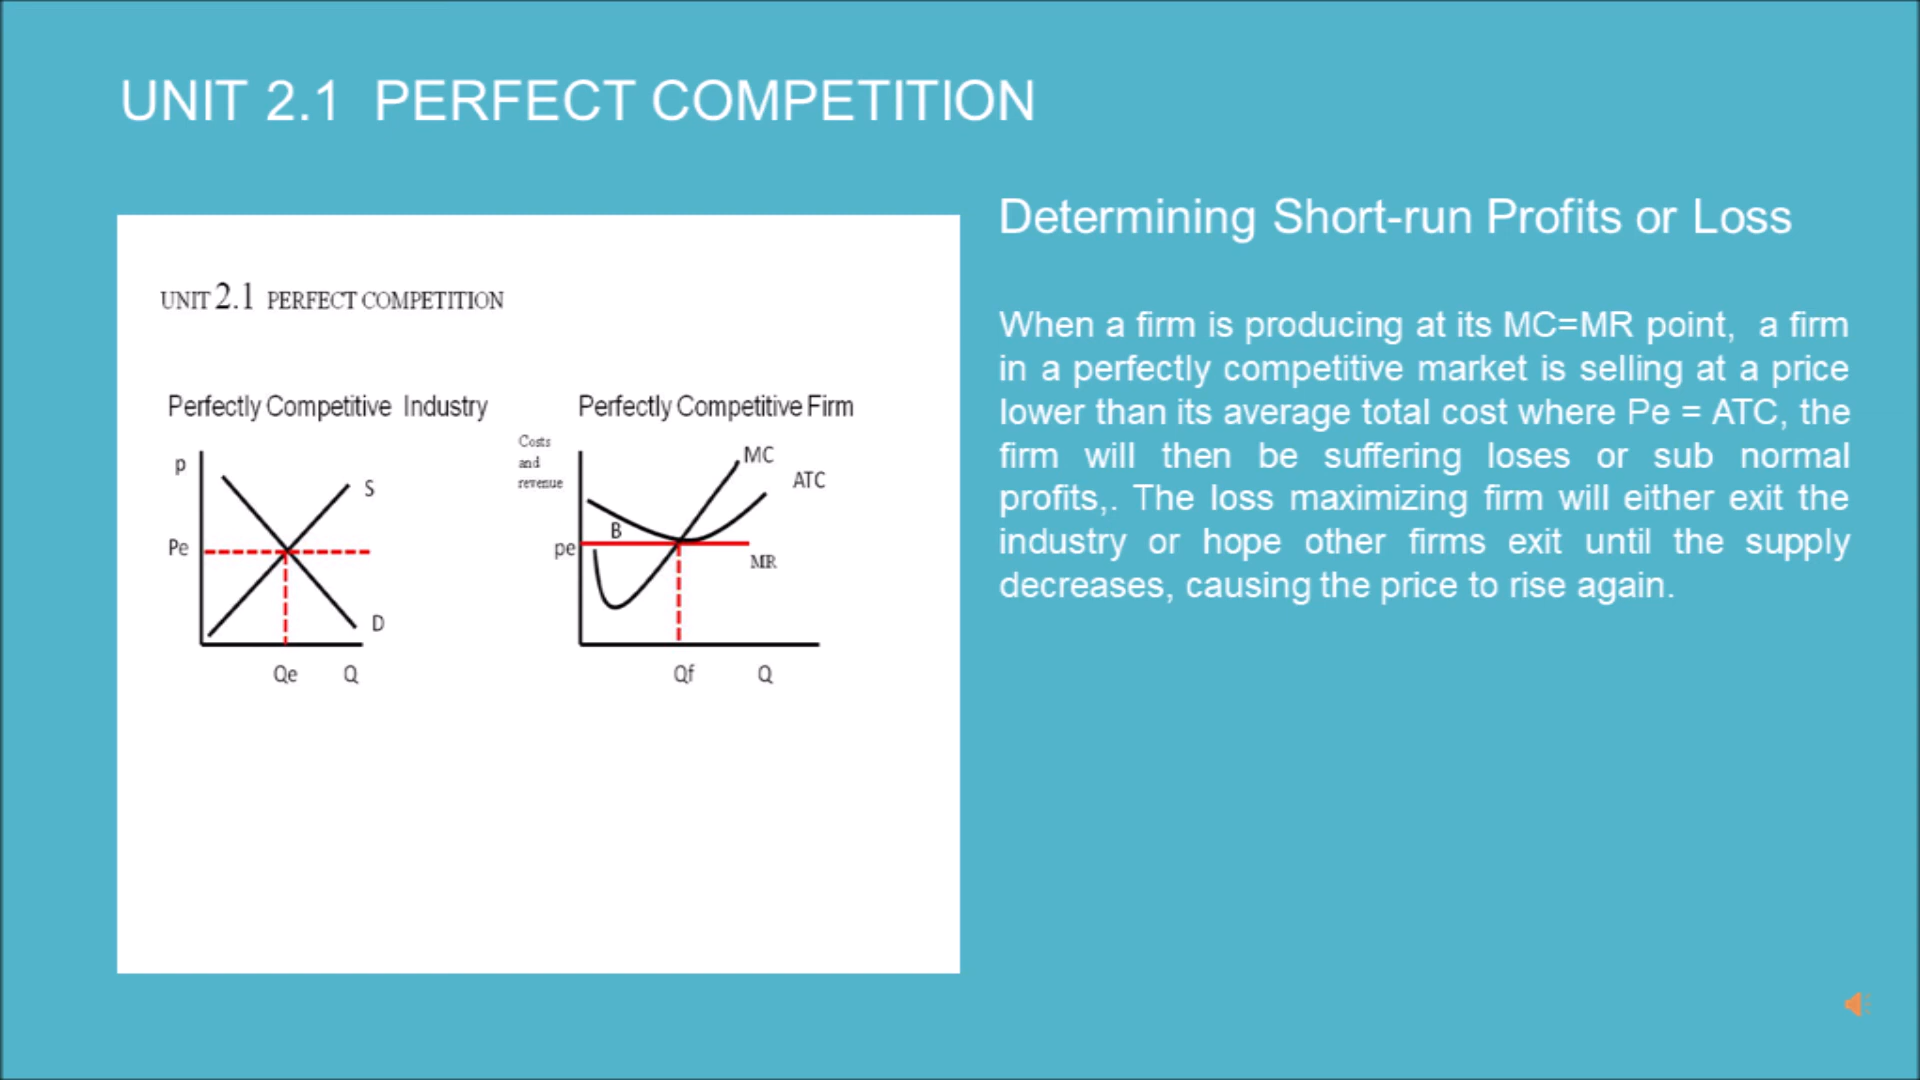 UNIT 2.1 PERFECT COMPETITION
UNIT 2.1 PERFECT COMPETITION
Perfectly Competitive Industry
p
S
Pe
D
Qe Q
Perfectly Competitive Firm
Costs
and
revenue
MC
ATC
B
pe
MR
Qf Q
Determining Short-run Profits or Loss
When a firm is producing at its MC=MR point, a firm
in a perfectly competitive market is selling at a price
lower than its average total cost where Pe = ATC, the
firm will then be suffering loses or sub normal
profits,. The loss maximizing firm will either exit the
industry or hope other firms exit until the supply
decreases, causing the price to rise again.